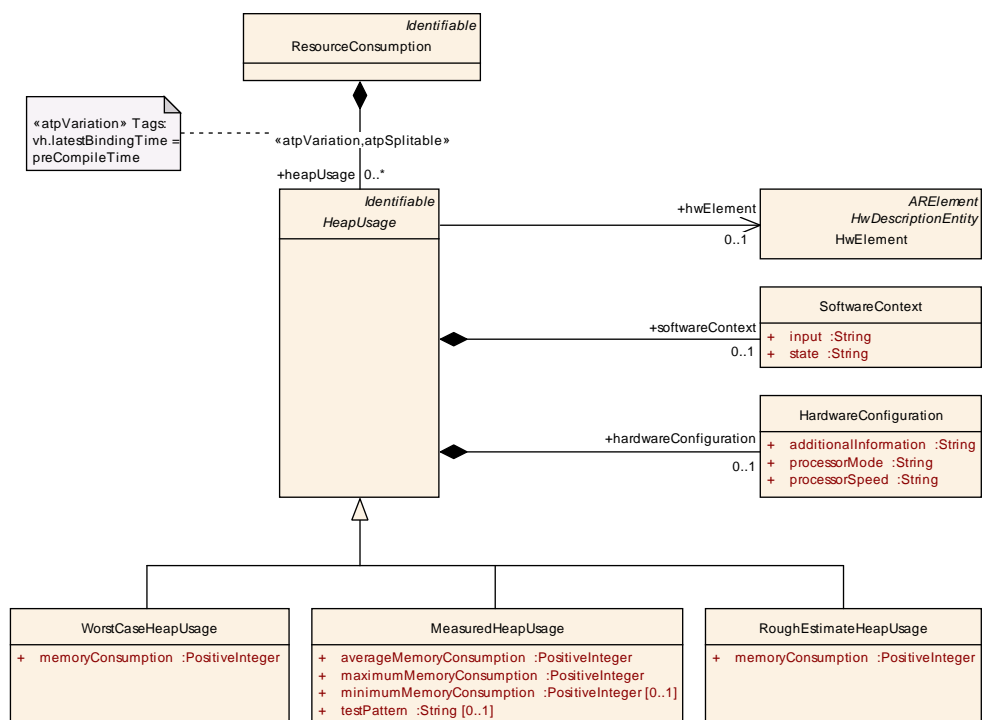 Identifiable
ResourceConsumption
«atpVariation» Tags:
vh.latestBindingTime =
preCompileTime
«atpVariation,atpSplitable»
+heapUsage 0..*
Identifiable
HeapUsage
+hwElement
0..1
ARElement
HwDescriptionEntity
HwElement
+softwareContext
0..1
SoftwareContext
+ input :String
+ state :String
+hardwareConfiguration
0..1
HardwareConfiguration
+ additionalInformation :String
+ processorMode :String
+ processorSpeed :String
WorstCaseHeapUsage
+ memoryConsumption :PositiveInteger
MeasuredHeapUsage
+ averageMemoryConsumption :PositiveInteger
+ maximumMemoryConsumption :PositiveInteger
+ minimumMemoryConsumption :PositiveInteger [0..1]
+ testPattern :String [0..1]
RoughEstimateHeapUsage
+ memoryConsumption :PositiveInteger